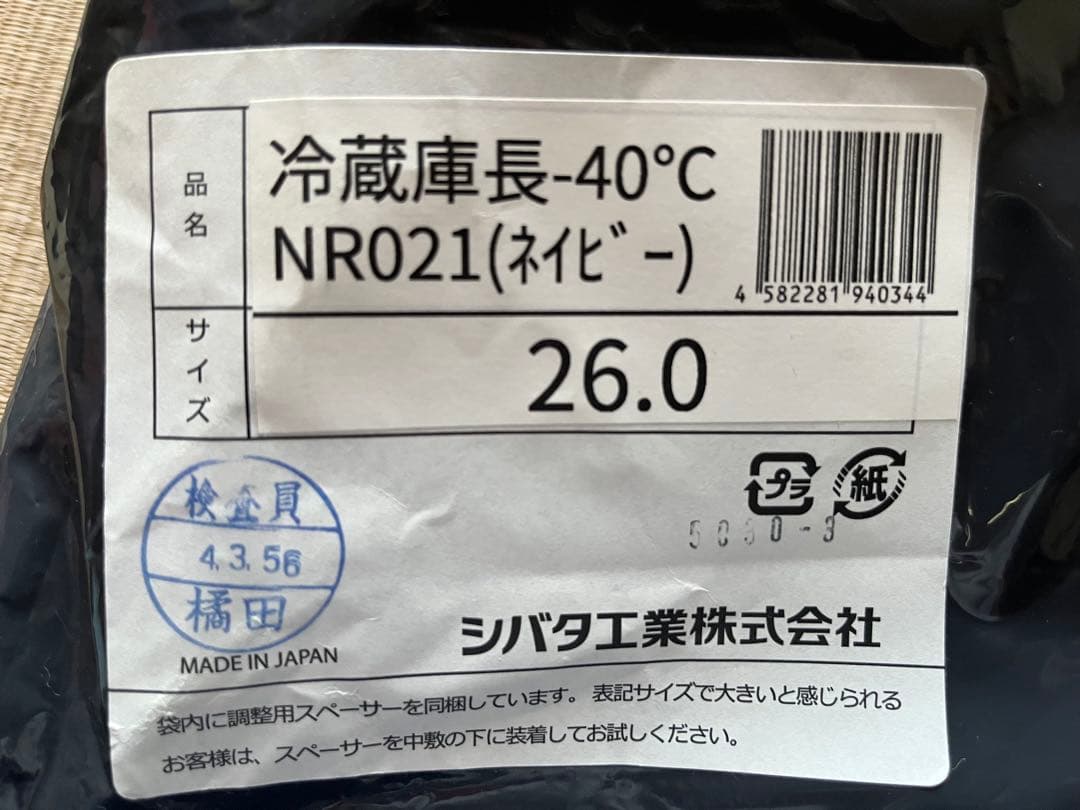 品名
冷蔵庫長-40℃
NR021(ﾈｲﾋﾞｰ)
4 582281 940344
サイズ
26.0
プラ
紙
検査員
4.3.56
橘田
MADE IN JAPAN
シバタ工業株式会社
袋内に調整用スペーサーを同梱しています。表記サイズで大きいと感じられる
お客様は、スペーサーを中敷の下に装着してお試しください。